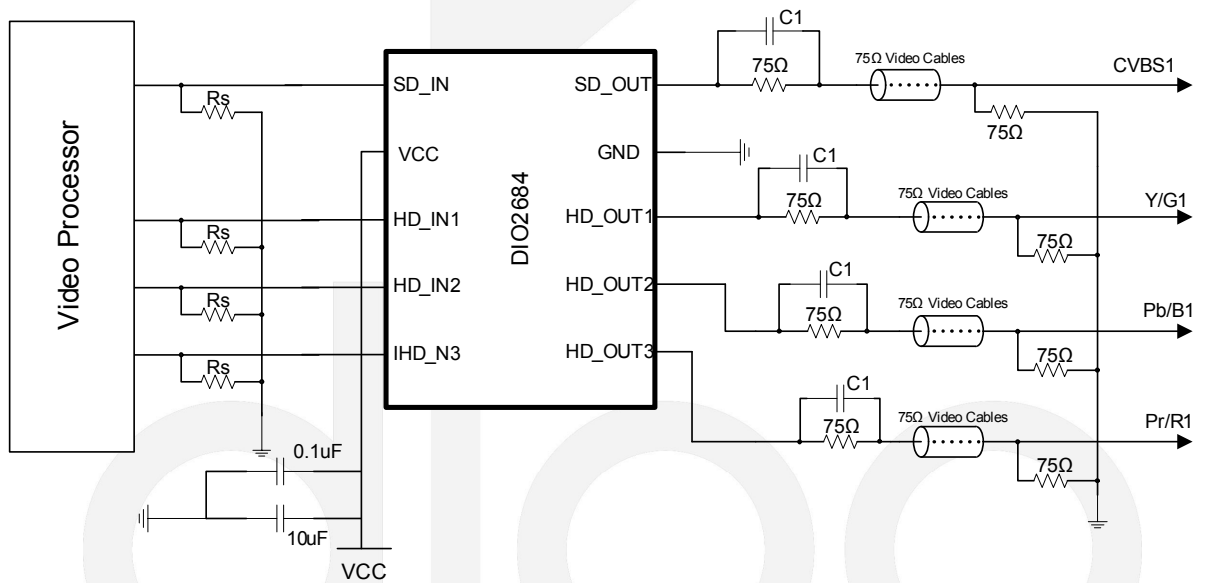 C1
75Ω
75Ω Video Cables
CVBS1
75Ω
Video Processor
Rs
SD_IN
SD_OUT
VCC
GND
DIO2684
C1
75Ω
75Ω Video Cables
Y/G1
75Ω
Rs
HD_IN1
HD_OUT1
C1
75Ω
75Ω Video Cables
Pb/B1
75Ω
Rs
HD_IN2
HD_OUT2
Rs
IHD_N3
HD_OUT3
C1
75Ω
75Ω Video Cables
Pr/R1
75Ω
0.1uF
10uF
VCC
dioo